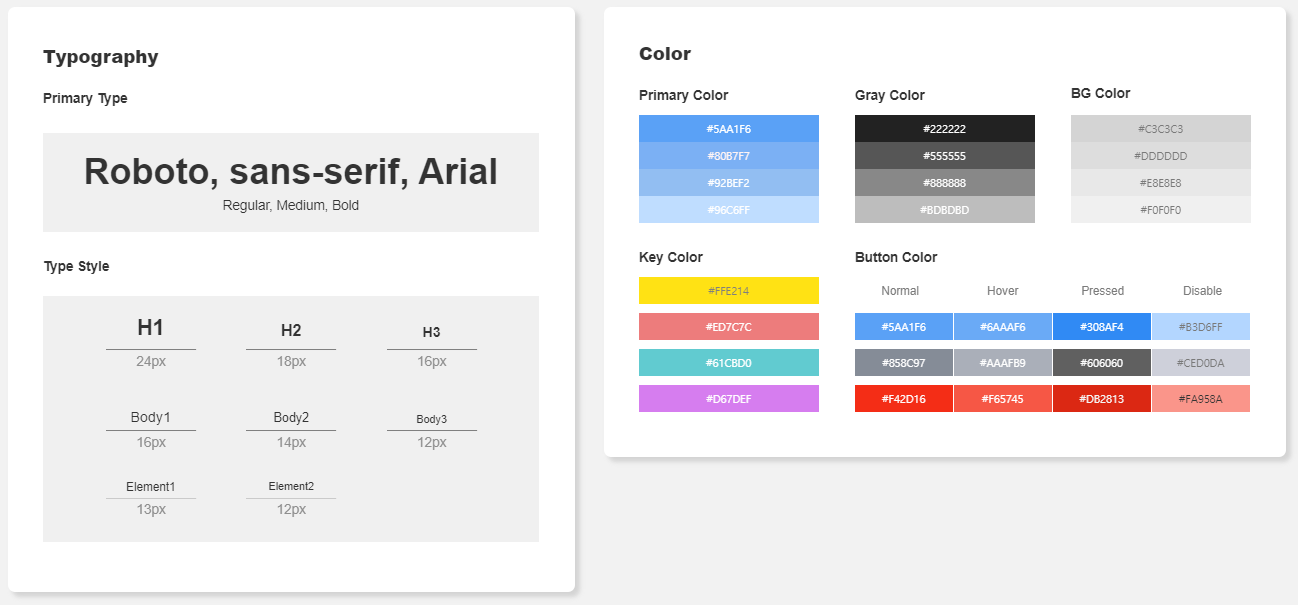 Typography
Primary Type
Roboto, sans-serif, Arial
Regular, Medium, Bold
Type Style
H1 H2 H3
24px 18px 16px
Body1 Body2 Body3
16px 14px 12px
Element1 Element2
13px 12px
Color
Primary Color
#5AA1F6
#80B7F7
#92BEF2
#96C6FF
Gray Color
#222222
#555555
#888888
#BDBDBD
BG Color
#C3C3C3
#DDDDDD
#E8E8E8
#F0F0F0
Key Color
#FFE214
#ED7C7C
#61CBD0
#D67DEF
Button Color
Normal Hover Pressed Disable
#5AA1F6 #6AAAF6 #308AF4 #B3D6FF
#858C97 #AAAFB9 #606060 #CED0DA
#F42D16 #F65745 #DB2813 #FA958A